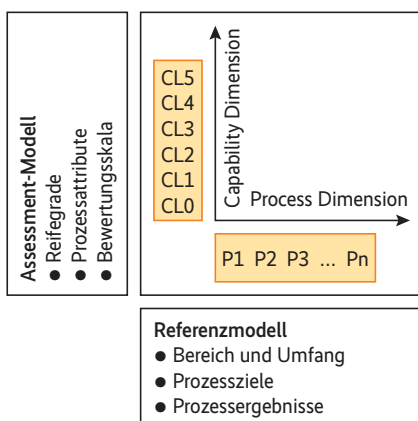 Assessment-Modell
● Reifegrade
● Prozessattribute
● Bewertungsskala
CL5
CL4
CL3
CL2
CL1
CL0
Capability Dimension
Process Dimension
P1 P2 P3 ... Pn
Referenzmodell
● Bereich und Umfang
● Prozessziele
● Prozessergebnisse